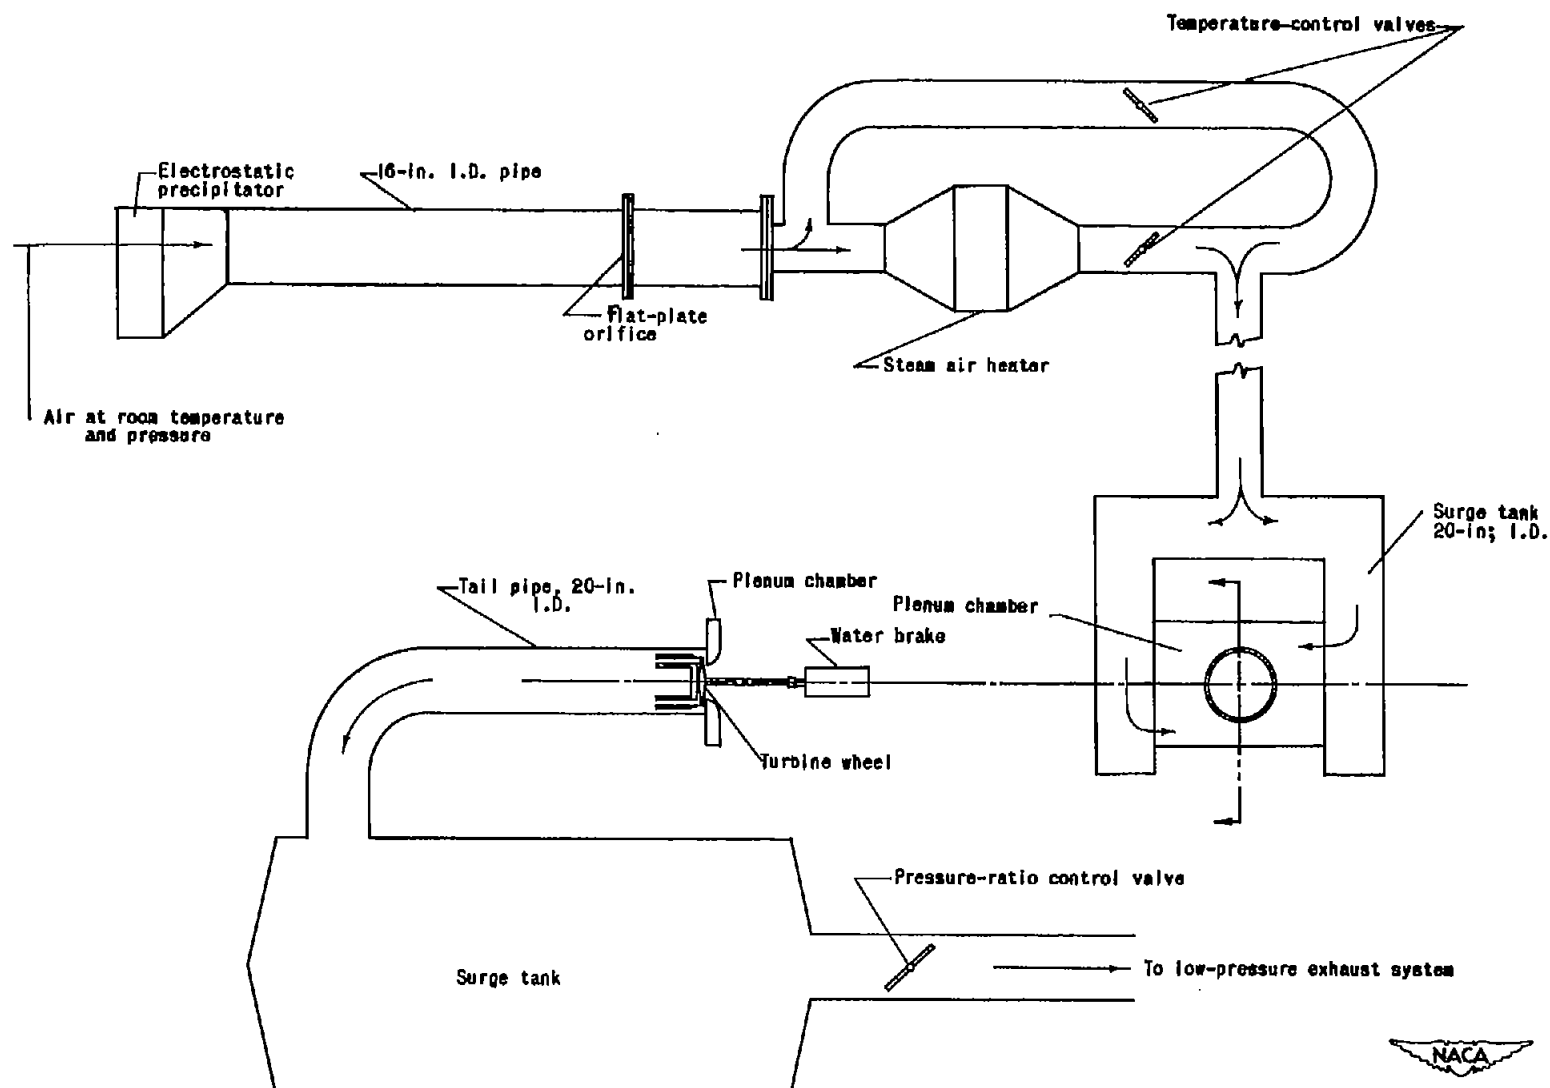 Temperature-control valves
Electrostatic
precipitator
16-in. I.D. pipe
Flat-plate
orifice
Steam air heater
Air at room temperature
and pressure
Surge tank
20-in; I.D.
Tail pipe, 20-in.
I.D.
Plenum chamber
Plenum chamber
Water brake
Turbine wheel
Pressure-ratio control valve
Surge tank
To low-pressure exhaust system
NACA